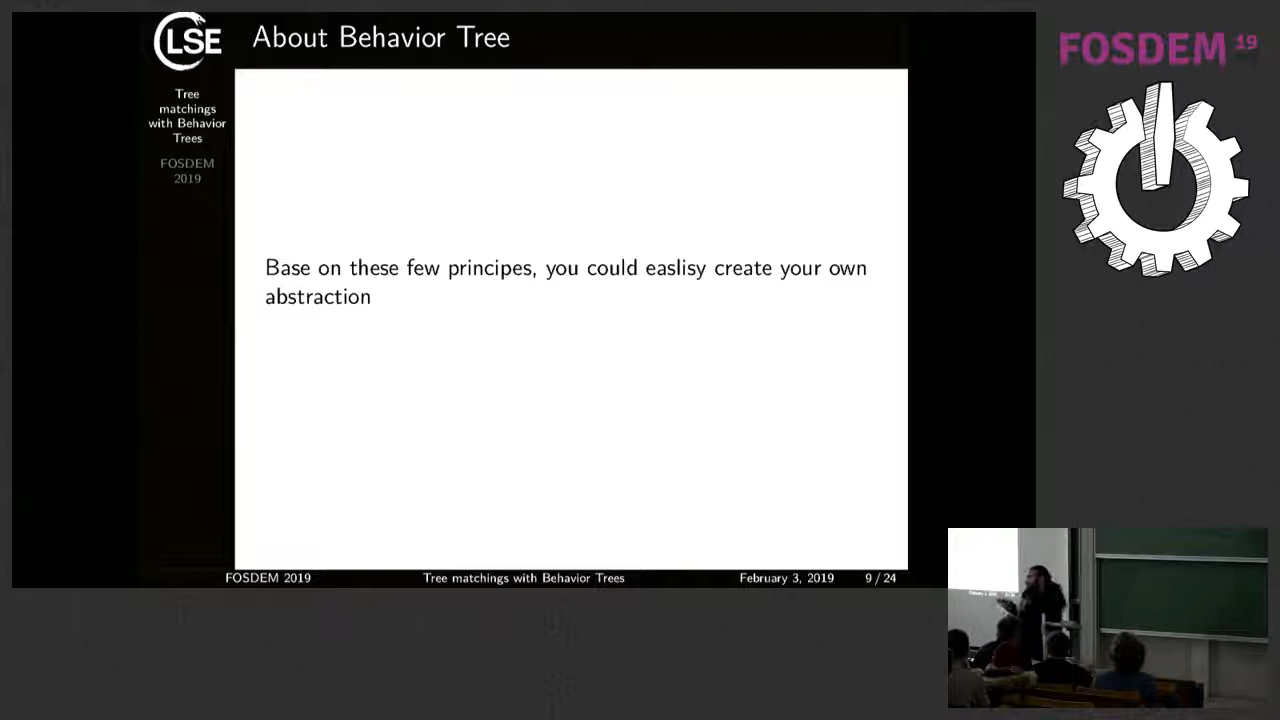 LSE
About Behavior Tree
Tree
matchings
with Behavior
Trees
FOSDEM
2019
Base on these few principes, you could easlisy create your own
abstraction
FOSDEM 2019
Tree matchings with Behavior Trees
February 3, 2019
9 / 24
FOSDEM 19